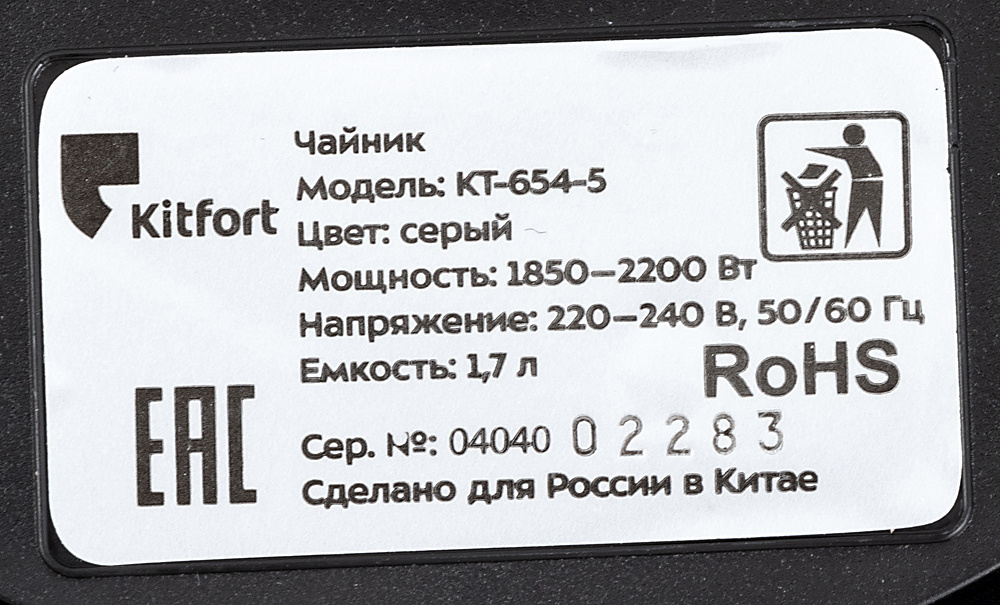 Kitfort
Чайник
Модель: КТ-654-5
Цвет: серый
Мощность: 1850–2200 Вт
Напряжение: 220–240 В, 50/60 Гц
Емкость: 1,7 л
RoHS
EAC
Сер. №: 04040 02283
Сделано для России в Китае